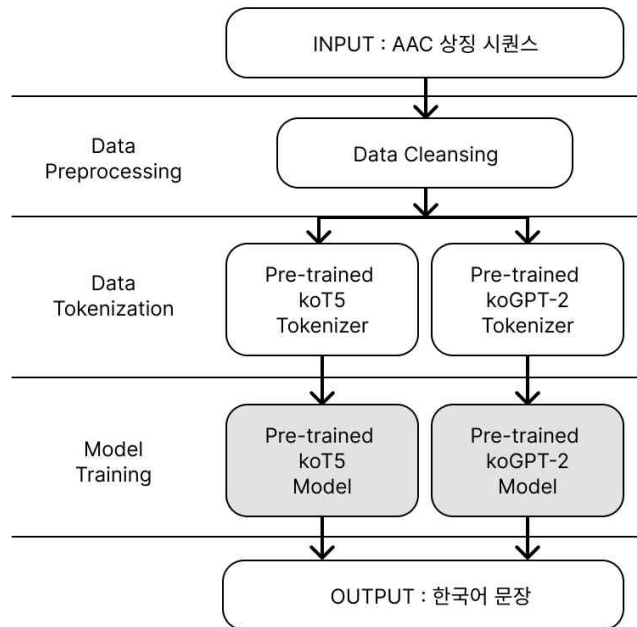 INPUT : AAC 상징 시퀀스
Data
Preprocessing
Data Cleansing
Data
Tokenization
Pre-trained
koT5
Tokenizer
Pre-trained
koGPT-2
Tokenizer
Model
Training
Pre-trained
koT5
Model
Pre-trained
koGPT-2
Model
OUTPUT : 한국어 문장